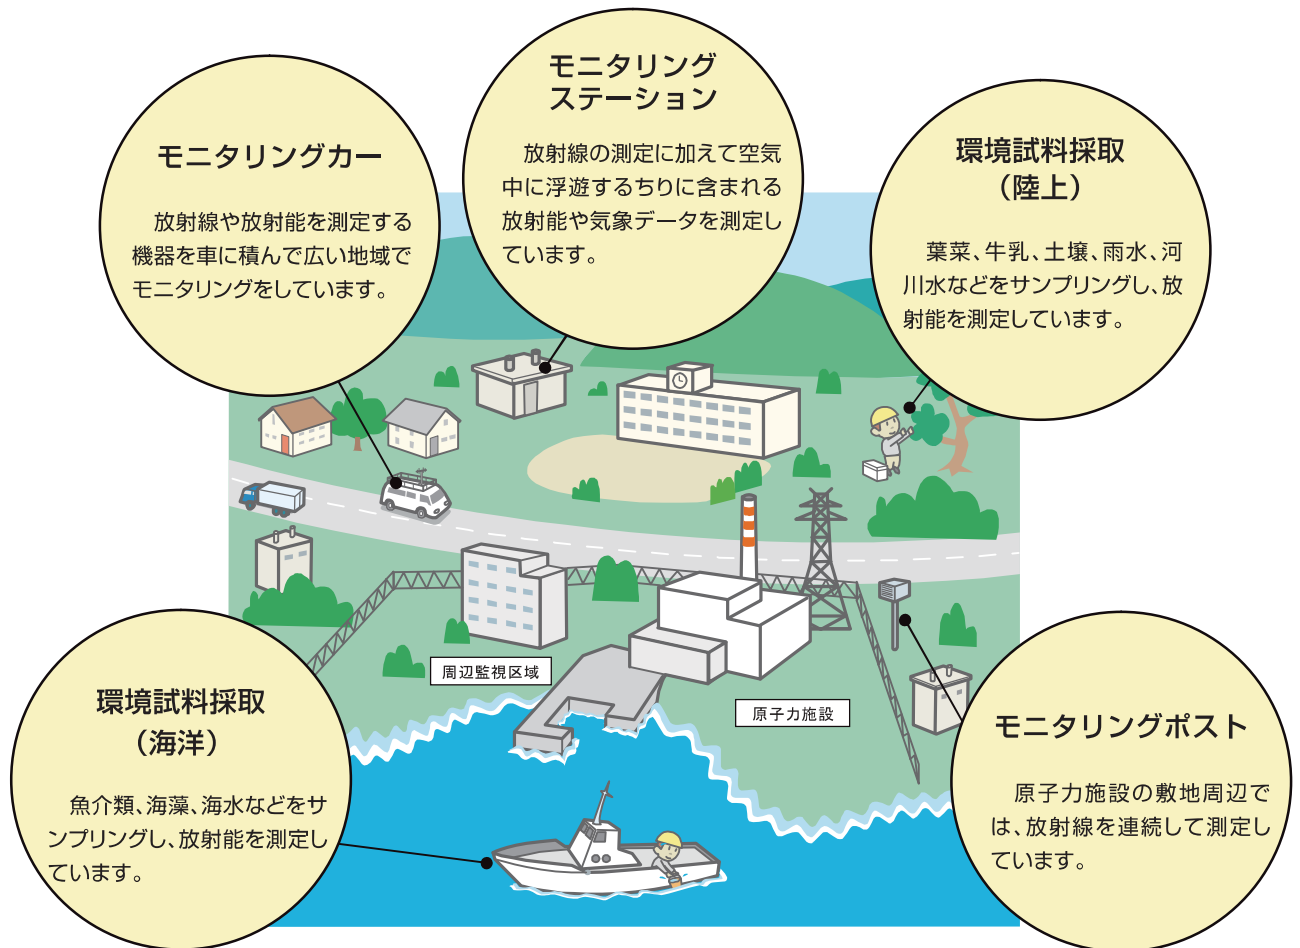 モニタリング
ステーション
放射線の測定に加えて空気
中に浮遊するちりに含まれる
放射能や気象データを測定し
ています。
モニタリングカー
放射線や放射能を測定する
機器を車に積んで広い地域で
モニタリングをしています。
環境試料採取
（陸上）
葉菜、牛乳、土壌、雨水、河
川水などをサンプリングし、放
射能を測定しています。
周辺監視区域
原子力施設
環境試料採取
（海洋）
魚介類、海藻、海水などをサ
ンプリングし、放射能を測定し
ています。
モニタリングポスト
原子力施設の敷地周辺で
は、放射線を連続して測定し
ています。